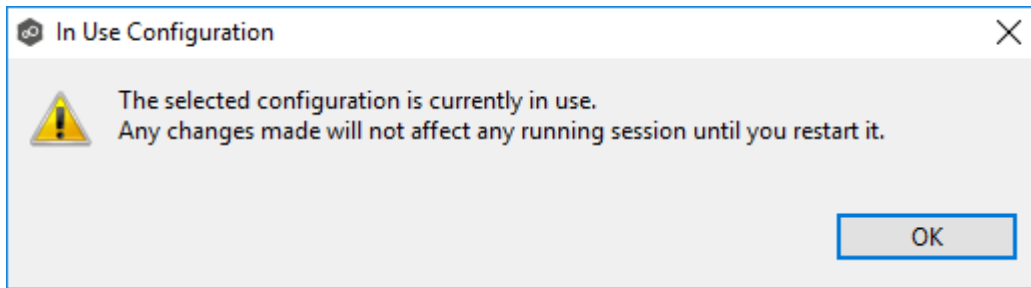 In Use Configuration
The selected configuration is currently in use.
Any changes made will not affect any running session until you restart it.
OK